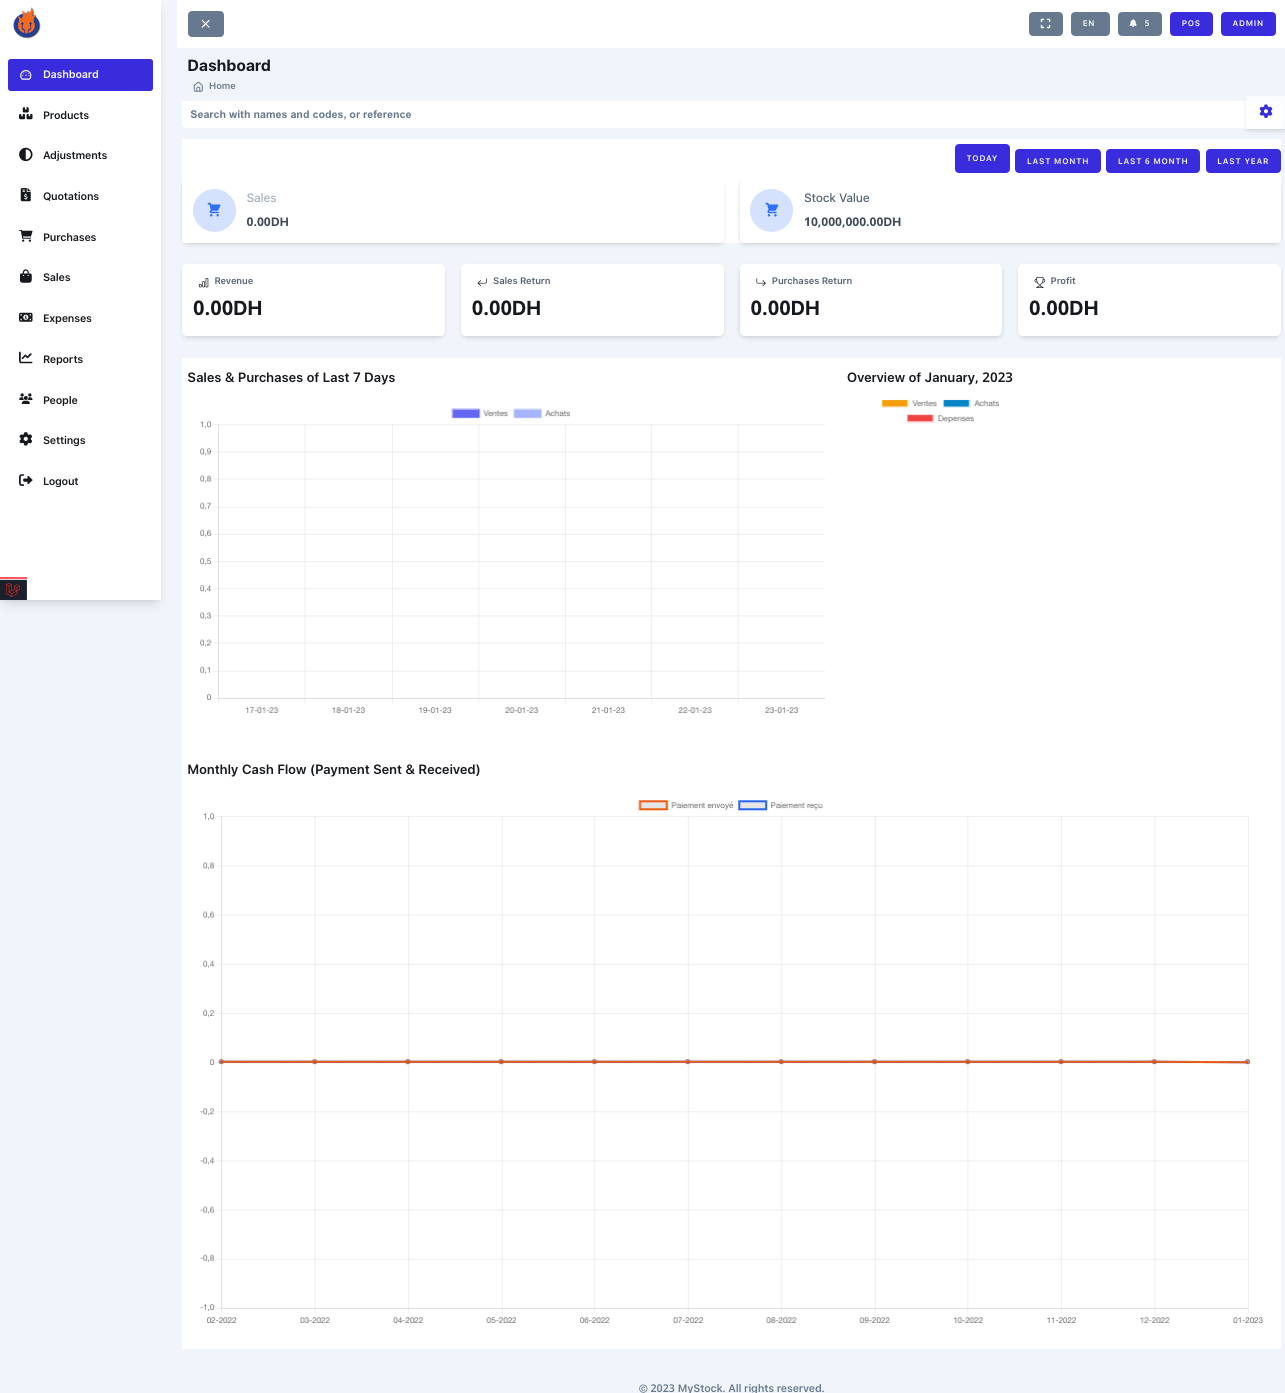 EN
5
POS
ADMIN
Dashboard
Products
Adjustments
Quotations
Purchases
Sales
Expenses
Reports
People
Settings
Logout
Dashboard
Home
Search with names and codes, or reference
TODAY
LAST MONTH
LAST 6 MONTH
LAST YEAR
Sales
0.00DH
Stock Value
10,000,000.00DH
Revenue
0.00DH
Sales Return
0.00DH
Purchases Return
0.00DH
Profit
0.00DH
Sales & Purchases of Last 7 Days
Ventes Achats
1,0
0,9
0,8
0,7
0,6
0,5
0,4
0,3
0,2
0,1
0
17-01-23 18-01-23 19-01-23 20-01-23 21-01-23 22-01-23 23-01-23
Overview of January, 2023
Ventes Achats
Depenses
Monthly Cash Flow (Payment Sent & Received)
Paiement envoyé Paiement reçu
1,0
0,8
0,6
0,4
0,2
0
-0,2
-0,4
-0,6
-0,8
-1,0
02-2022 03-2022 04-2022 05-2022 06-2022 07-2022 08-2022 09-2022 10-2022 11-2022 12-2022 01-2023
© 2023 MyStock. All rights reserved.